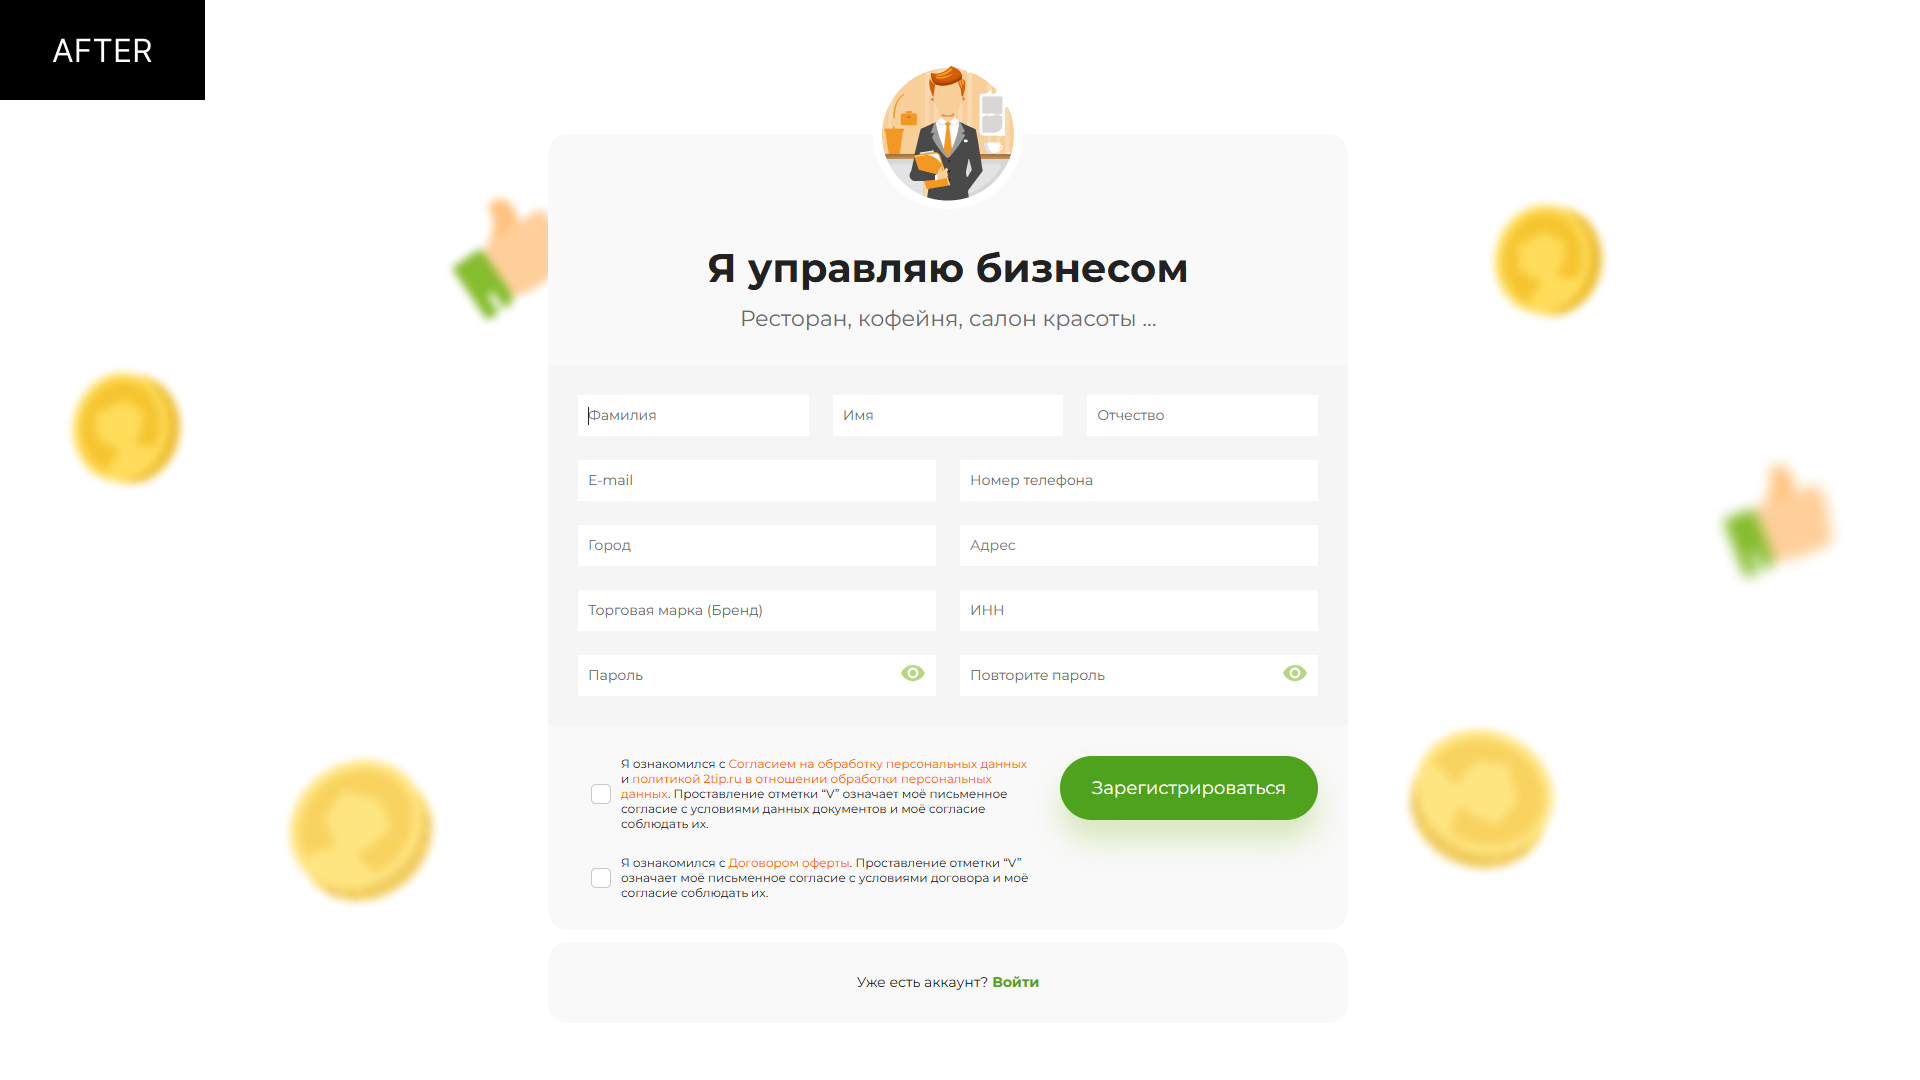 AFTER
Я управляю бизнесом
Ресторан, кофейня, салон красоты ...
Фамилия
Имя
Отчество
E-mail
Номер телефона
Город
Адрес
Торговая марка (Бренд)
ИНН
Пароль
Повторите пароль
Я ознакомился с Согласием на обработку персональных данных
и политикой 2tip.ru в отношении обработки персональных
данных. Проставление отметки “V” означает моё письменное
согласие с условиями данных документов и моё согласие
соблюдать их.
Зарегистрироваться
Я ознакомился с Договором оферты. Проставление отметки “V”
означает моё письменное согласие с условиями договора и моё
согласие соблюдать их.
Уже есть аккаунт? Войти